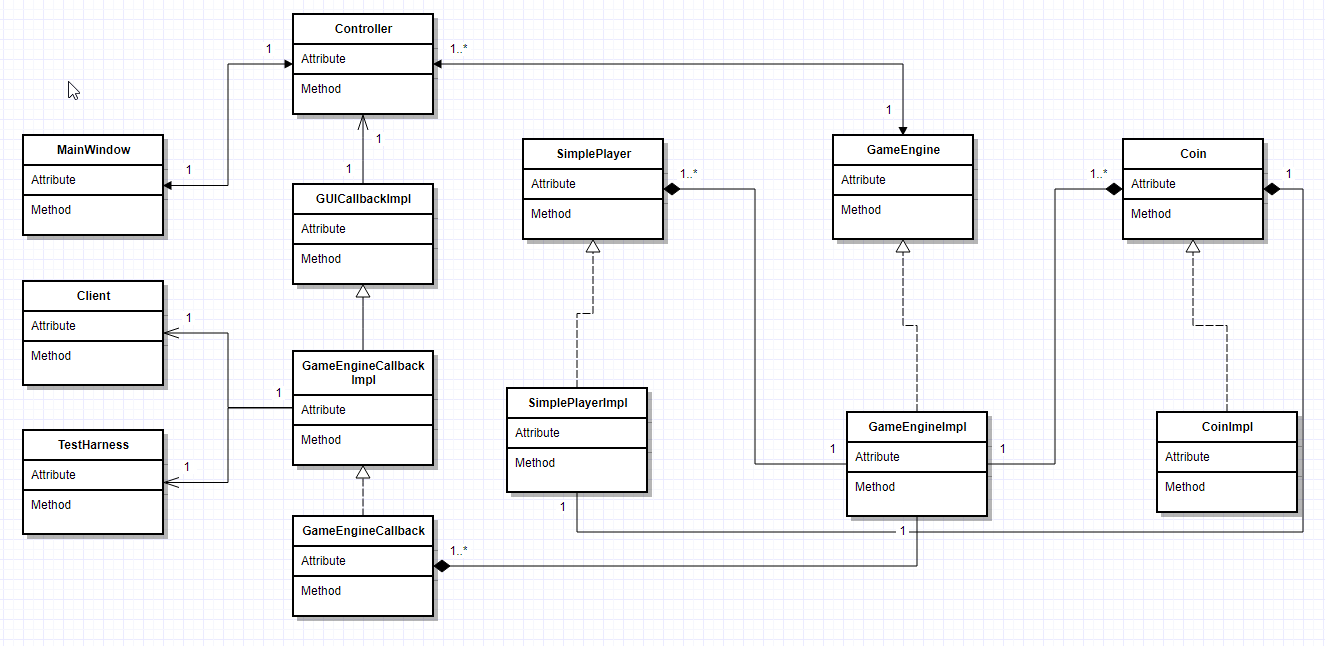 Controller
Attribute
Method
1
1..*
1
1
MainWindow
Attribute
Method
1
1
GUICallbackImpl
Attribute
Method
SimplePlayer
Attribute
Method
1..*
GameEngine
Attribute
Method
Coin
Attribute
Method
1..*
1
Client
Attribute
Method
1
GameEngineCallback
Impl
Attribute
Method
1
TestHarness
Attribute
Method
1
SimplePlayerImpl
Attribute
Method
1
GameEngineImpl
Attribute
Method
1
1
1
CoinImpl
Attribute
Method
GameEngineCallback
Attribute
Method
1..*